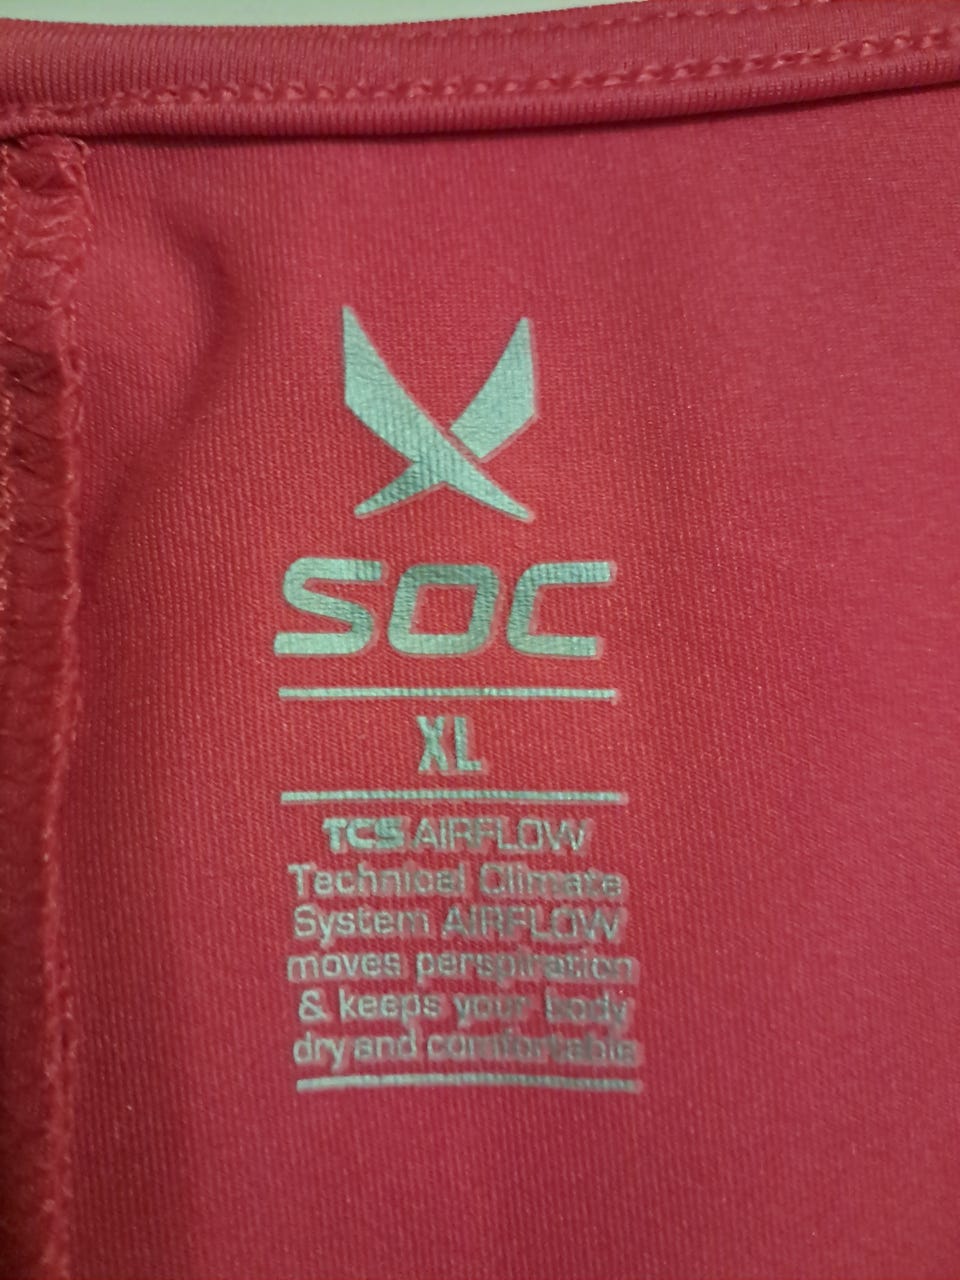 SOC
XL
TCS AIRFLOW
Technical Climate
System AIRFLOW
moves perspiration
& keeps your body
dry and comfortable